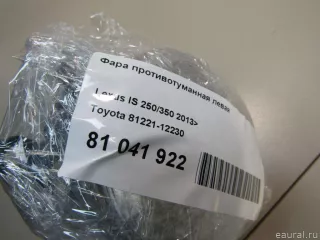 Фара противотуманная левая
Lexus IS 250/350 2013>
Toyota 81221-12230
81 041 922
eaural.ru